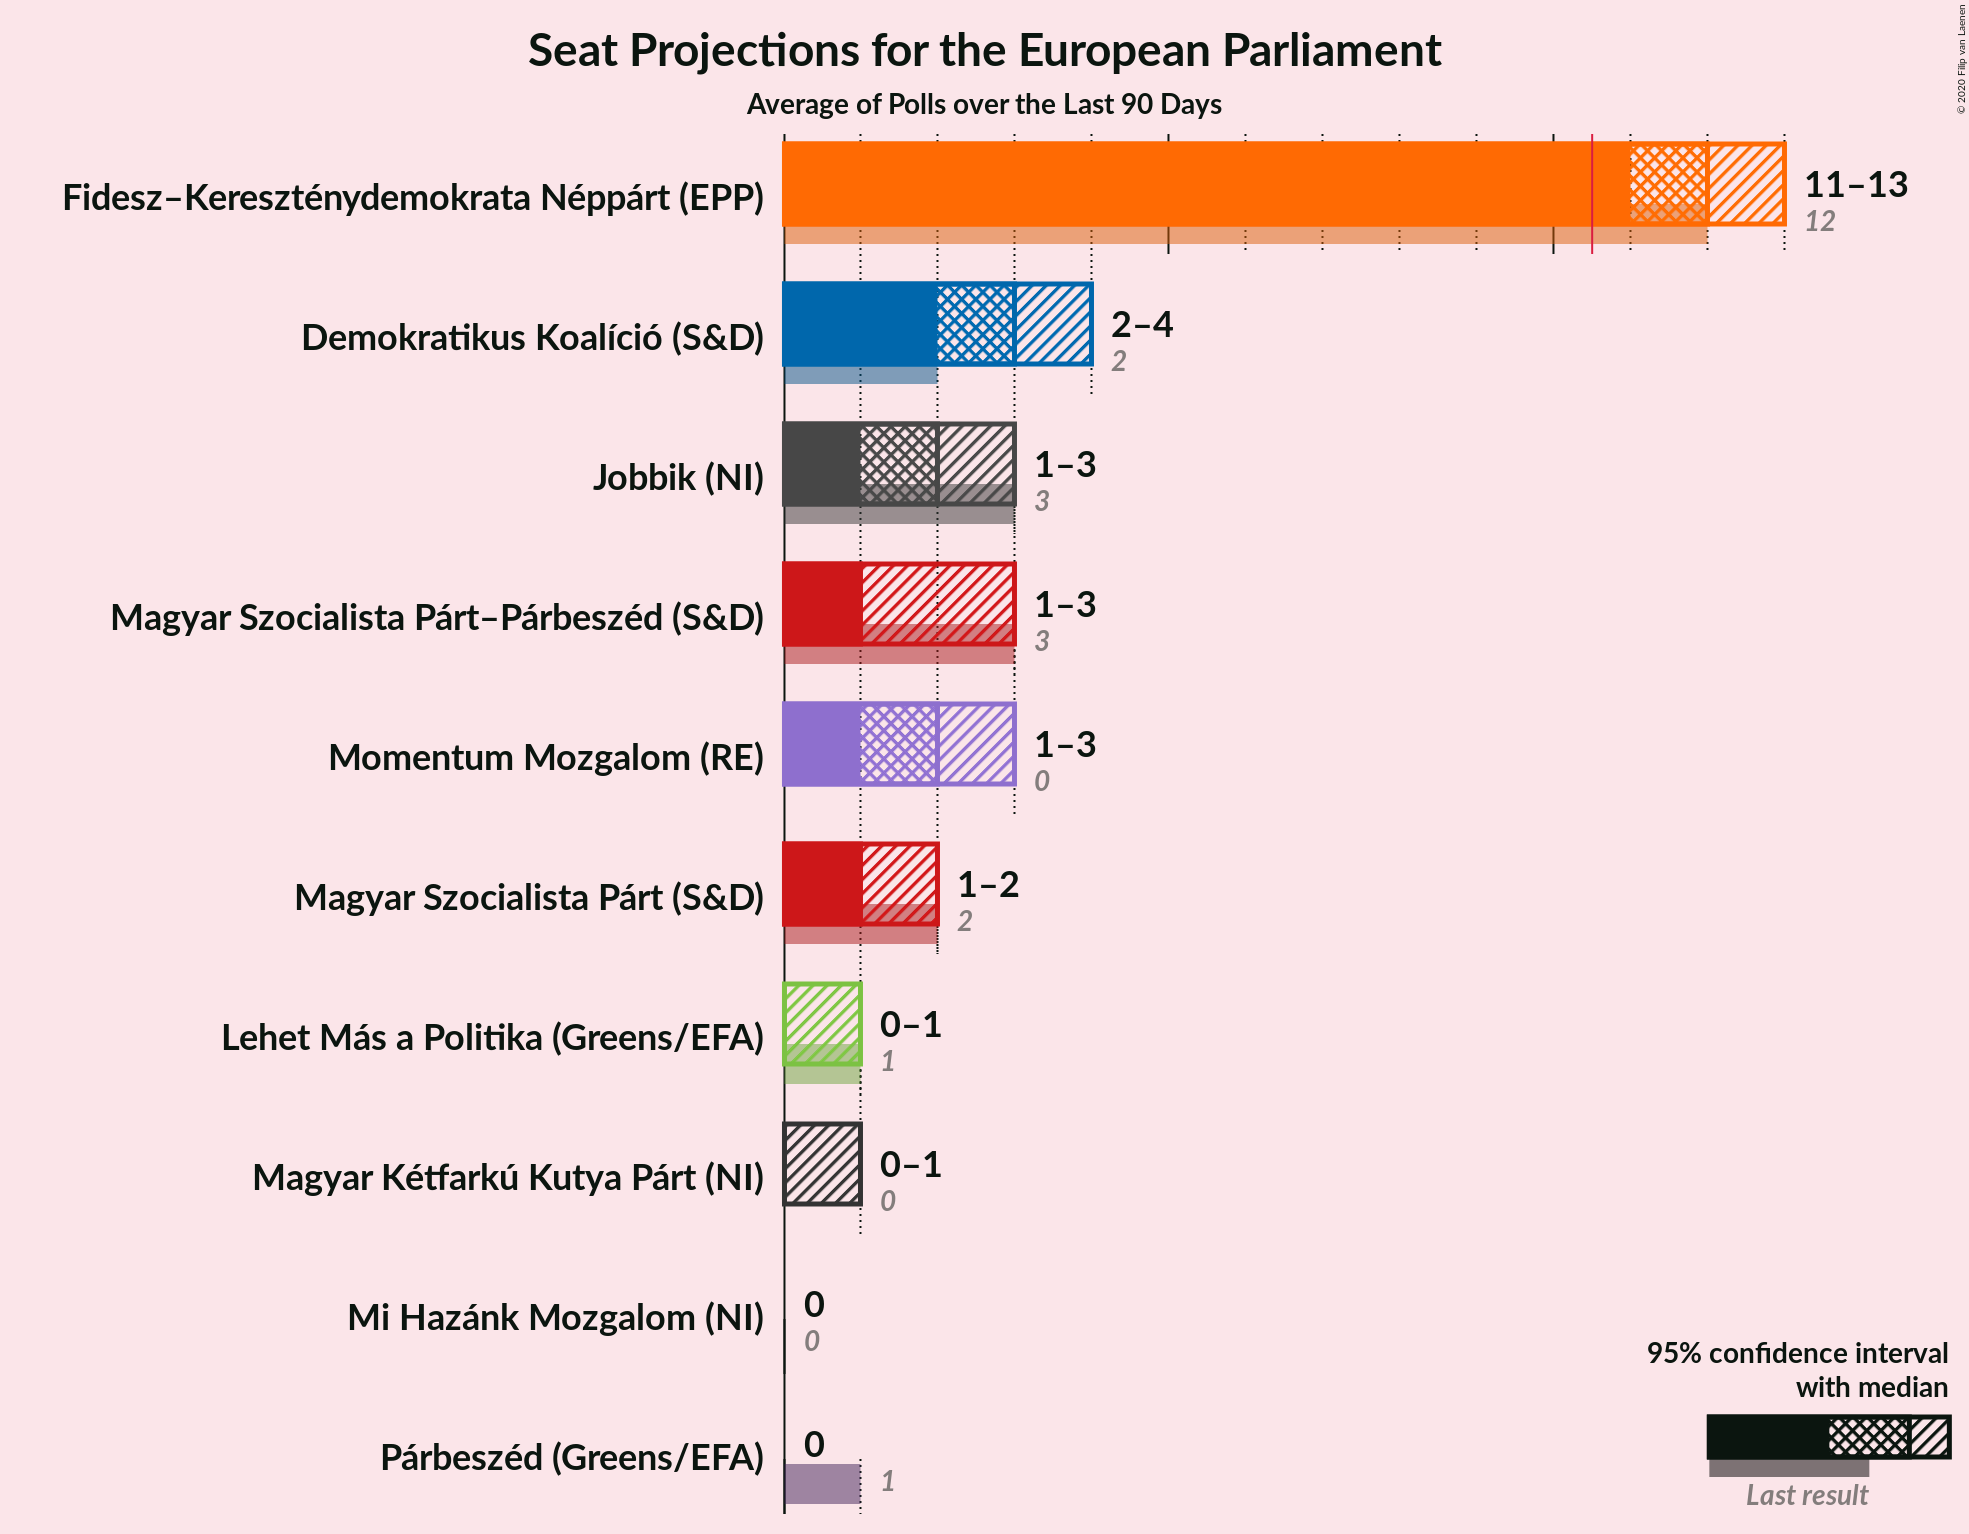 Seat Projections for the European Parliament
Average of Polls over the Last 90 Days
© 2020 Filip van Laenen
Fidesz–Kereszténydemokrata Néppárt (EPP)
11–13
12
Demokratikus Koalíció (S&D)
2–4
2
Jobbik (NI)
1–3
3
Magyar Szocialista Párt–Párbeszéd (S&D)
1–3
3
Momentum Mozgalom (RE)
1–3
0
Magyar Szocialista Párt (S&D)
1–2
2
Lehet Más a Politika (Greens/EFA)
0–1
1
Magyar Kétfarkú Kutya Párt (NI)
0–1
0
Mi Hazánk Mozgalom (NI)
0
0
Párbeszéd (Greens/EFA)
0
1
95% confidence interval
with median
Last result